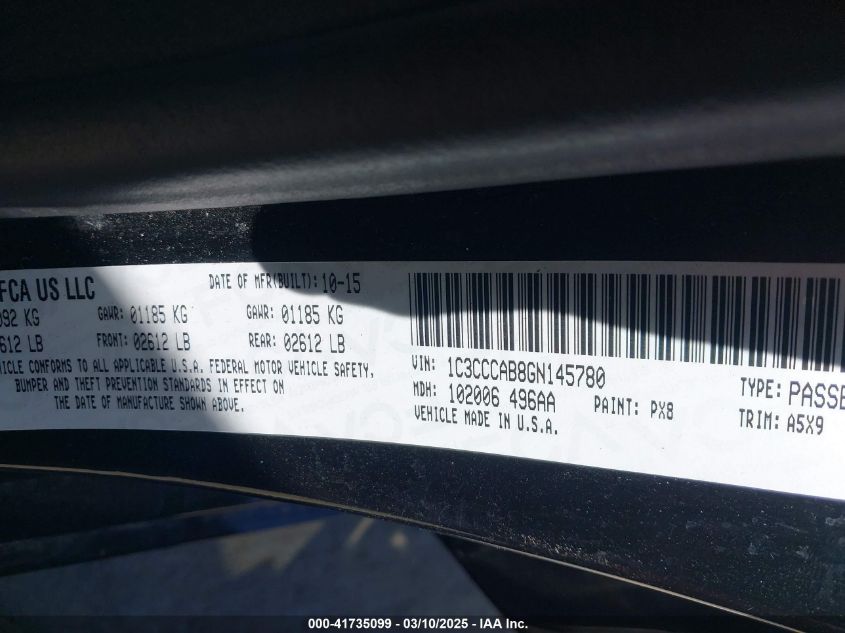 FCA US LLC
DATE OF MFR(BUILT): 10-15
092 KG GAWR: 01185 KG GAWR: 01185 KG
612 LB FRONT: 02612 LB REAR: 02612 LB
HICLE CONFORMS TO ALL APPLICABLE U.S.A. FEDERAL MOTOR VEHICLE SAFETY,
BUMPER AND THEFT PREVENTION STANDARDS IN EFFECT ON
THE DATE OF MANUFACTURE SHOWN ABOVE.
VIN: 1C3CCCAB8GN145780 TYPE: PASSE
MDH: 102006 496AA PAINT: PX8 TRIM: A5X9
VEHICLE MADE IN U.S.A.
000-41735099 - 03/10/2025 - IAA Inc.